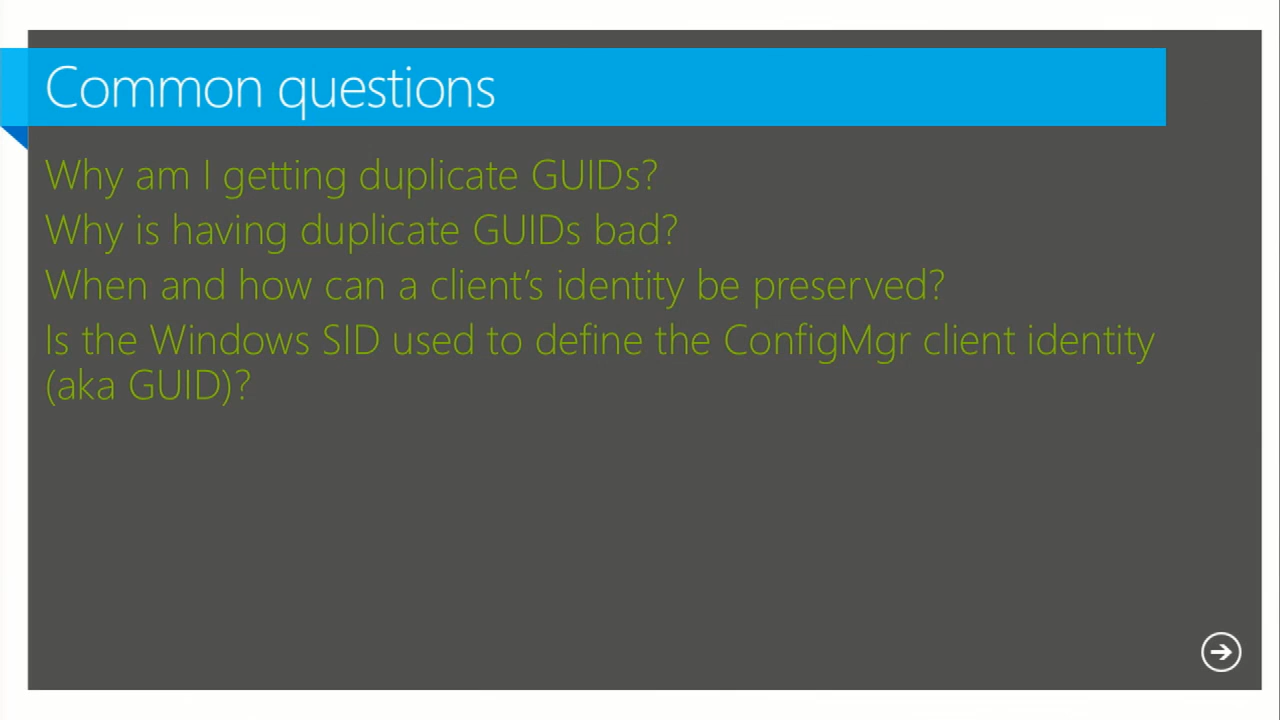 Common questions
Why am I getting duplicate GUIDs?
Why is having duplicate GUIDs bad?
When and how can a client's identity be preserved?
Is the Windows SID used to define the ConfigMgr client identity
(aka GUID)?